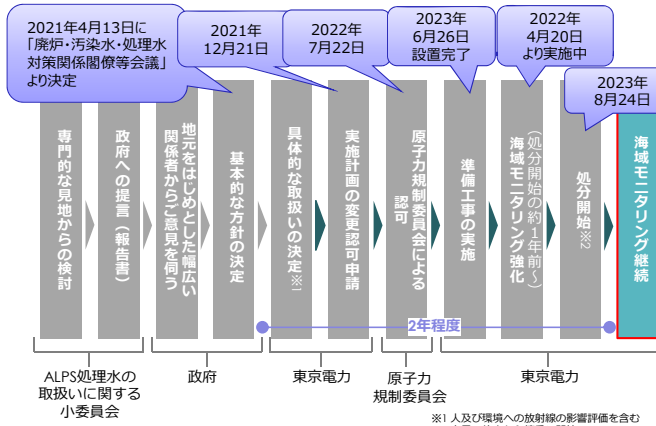 2021年4月13日に
「廃炉・汚染水・処理水
対策関係閣僚等会議」
より決定
2021年
12月21日
2022年
7月22日
2023年
6月26日
設置完了
2022年
4月20日
より実施中
2023年
8月24日
専門的な見地からの検討
政府への提言（報告書）
地元をはじめとした幅広い
関係者からご意見を伺う
基本的な方針の決定
具体的な取扱いの決定※1
実施計画の変更認可申請
原子力規制委員会による
認可
準備工事の実施
（処分開始の約1年前～）
海域モニタリング強化
処分開始※2
海域モニタリング継続
2年程度
ALPS処理水の
取扱いに関する
小委員会
政府
東京電力
原子力
規制委員会
東京電力
※1 人及び環境への放射線の影響評価を含む